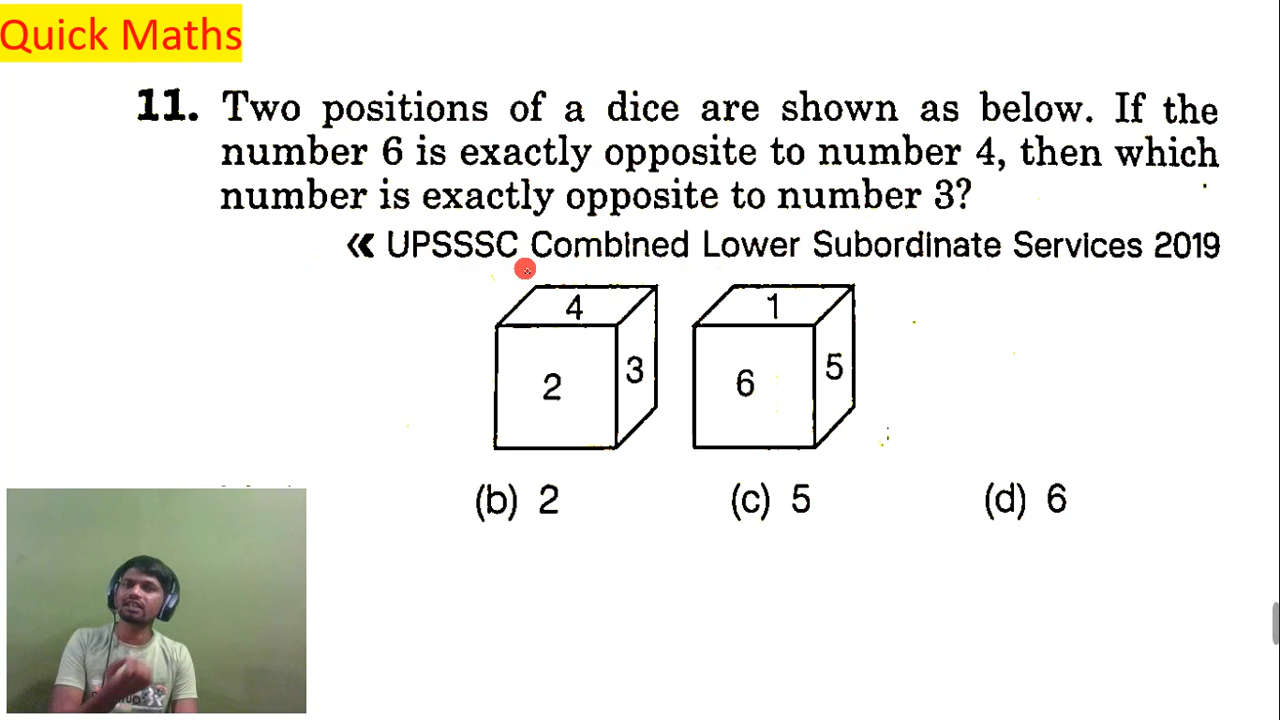 Quick Maths
11. Two positions of a dice are shown as below. If the
number 6 is exactly opposite to number 4, then which
number is exactly opposite to number 3?
« UPSSSC Combined Lower Subordinate Services 2019
4
2
3
1
6
5
(b) 2 (c) 5 (d) 6